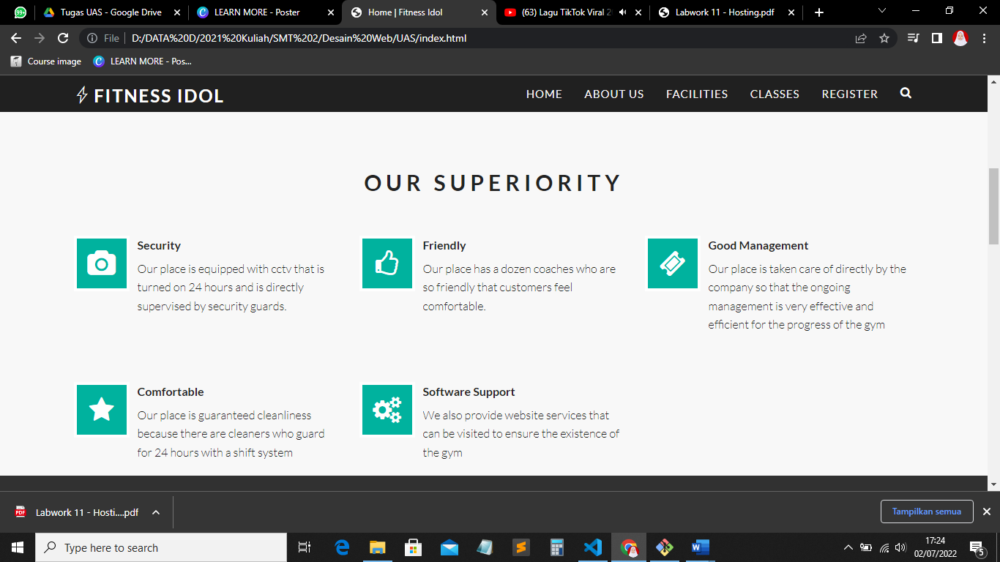 99+
Tugas UAS - Google Drive
LEARN MORE - Poster
Home | Fitness Idol
(63) Lagu TikTok Viral 2
Labwork 11 - Hosting.pdf
File
D:/DATA%20D/2021%20Kuliah/SMT%202/Desain%20Web/UAS/index.html
Course image
LEARN MORE - Pos...
FITNESS IDOL
HOME
ABOUT US
FACILITIES
CLASSES
REGISTER
OUR SUPERIORITY
Security
Our place is equipped with cctv that is
turned on 24 hours and is directly
supervised by security guards.
Friendly
Our place has a dozen coaches who are
so friendly that customers feel
comfortable.
Good Management
Our place is taken care of directly by the
company so that the ongoing
management is very effective and
efficient for the progress of the gym
Comfortable
Our place is guaranteed cleanliness
because there are cleaners who guard
for 24 hours with a shift system
Software Support
We also provide website services that
can be visited to ensure the existence of
the gym
PDF
Labwork 11 - Hosti....pdf
Tampilkan semua
Type here to search
17:24
02/07/2022
5